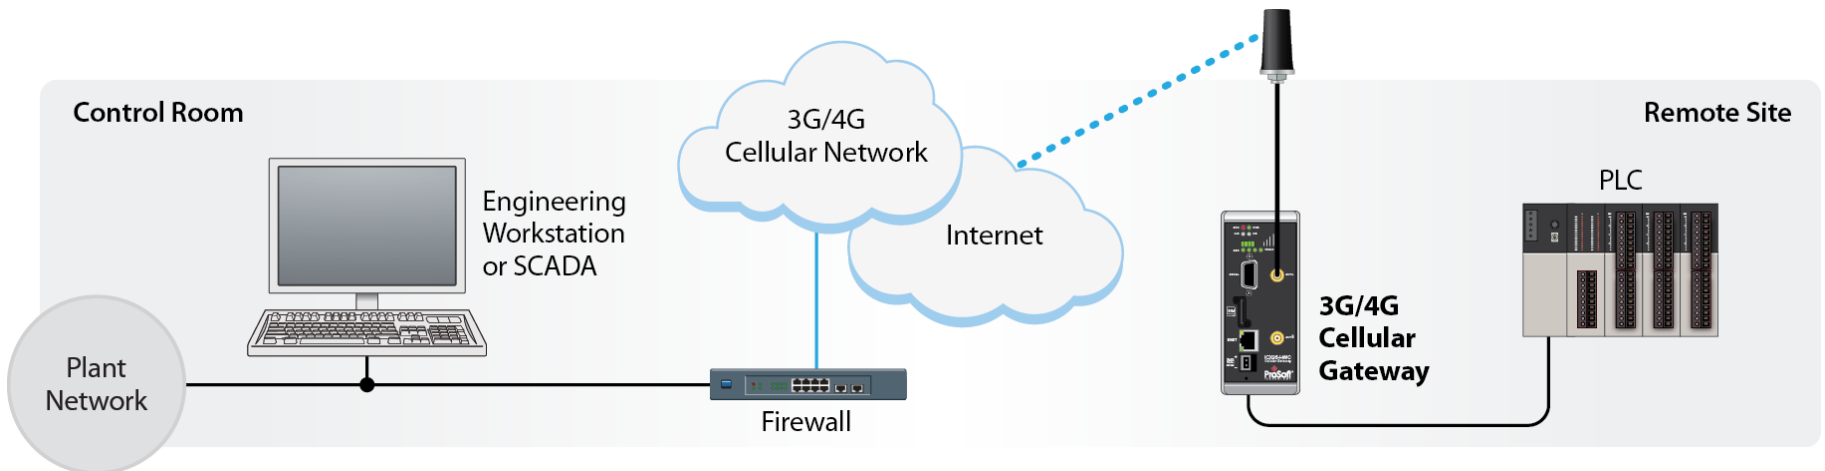 Control Room
Remote Site
3G/4G
Cellular Network
Internet
Engineering
Workstation
or SCADA
Plant
Network
Firewall
PLC
3G/4G
Cellular
Gateway
ProSoft